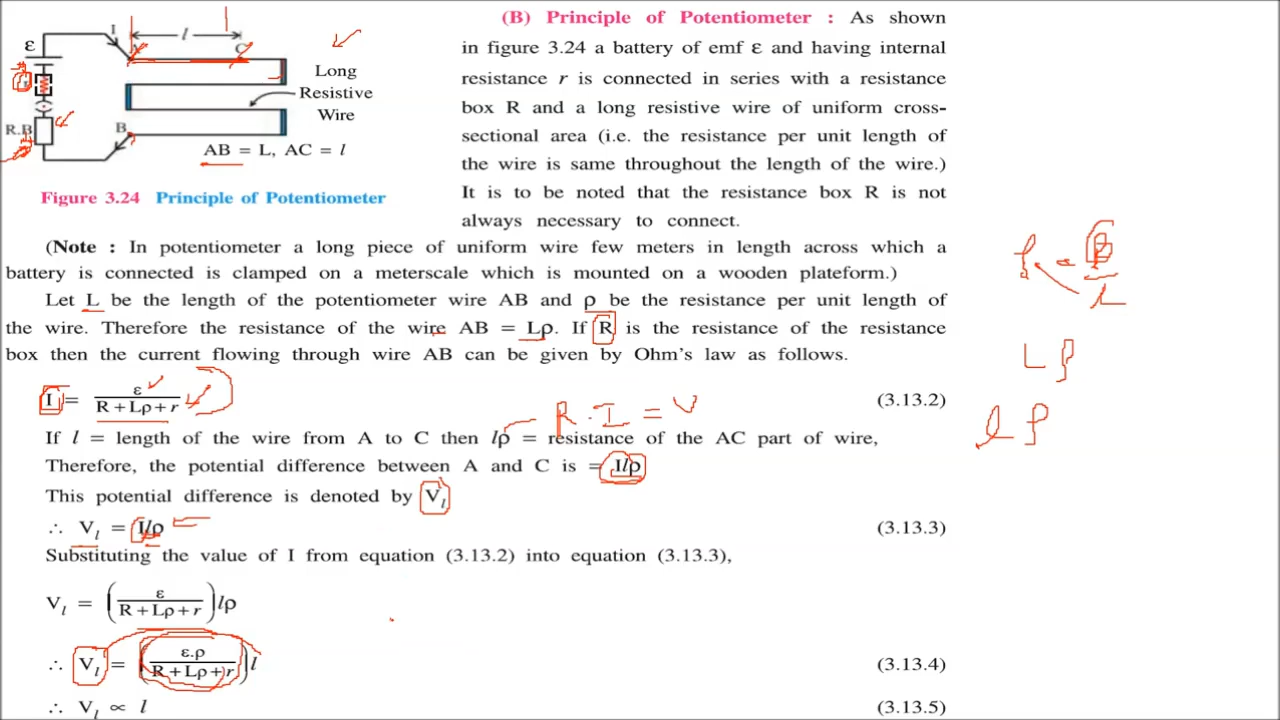 (B) Principle of Potentiometer : As shown
in figure 3.24 a battery of emf ε and having internal
resistance r is connected in series with a resistance
box R and a long resistive wire of uniform cross-
sectional area (i.e. the resistance per unit length of
the wire is same throughout the length of the wire.)
It is to be noted that the resistance box R is not
always necessary to connect.
I
l
A
C
ε
Long
Resistive
Wire
R.B
B
AB = L, AC = l
Figure 3.24 Principle of Potentiometer
(Note : In potentiometer a long piece of uniform wire few meters in length across which a
battery is connected is clamped on a meterscale which is mounted on a wooden plateform.)
Let L be the length of the potentiometer wire AB and ρ be the resistance per unit length of
the wire. Therefore the resistance of the wire AB = Lρ. If R is the resistance of the resistance
box then the current flowing through wire AB can be given by Ohm's law as follows.
I = ε / (R + Lρ + r) (3.13.2)
If l = length of the wire from A to C then lρ = resistance of the AC part of wire,
Therefore, the potential difference between A and C is = Ilρ
This potential difference is denoted by Vl
∴ Vl = Ilρ (3.13.3)
Substituting the value of I from equation (3.13.2) into equation (3.13.3),
Vl = (ε / (R + Lρ + r)) lρ
∴ Vl = (ε.ρ / (R + Lρ + r)) l (3.13.4)
∴ Vl ∝ l (3.13.5)
R · I = V
Lρ
lρ